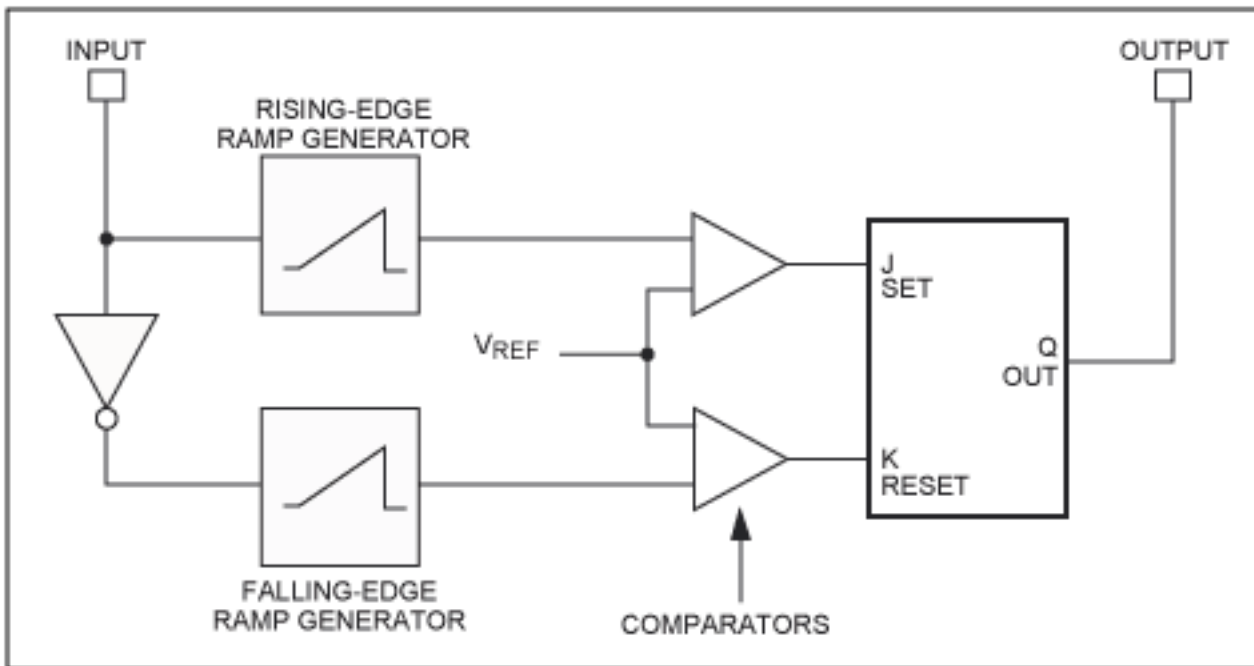 INPUT
OUTPUT
RISING-EDGE
RAMP GENERATOR
J
SET
VREF
Q
OUT
K
RESET
FALLING-EDGE
RAMP GENERATOR
COMPARATORS